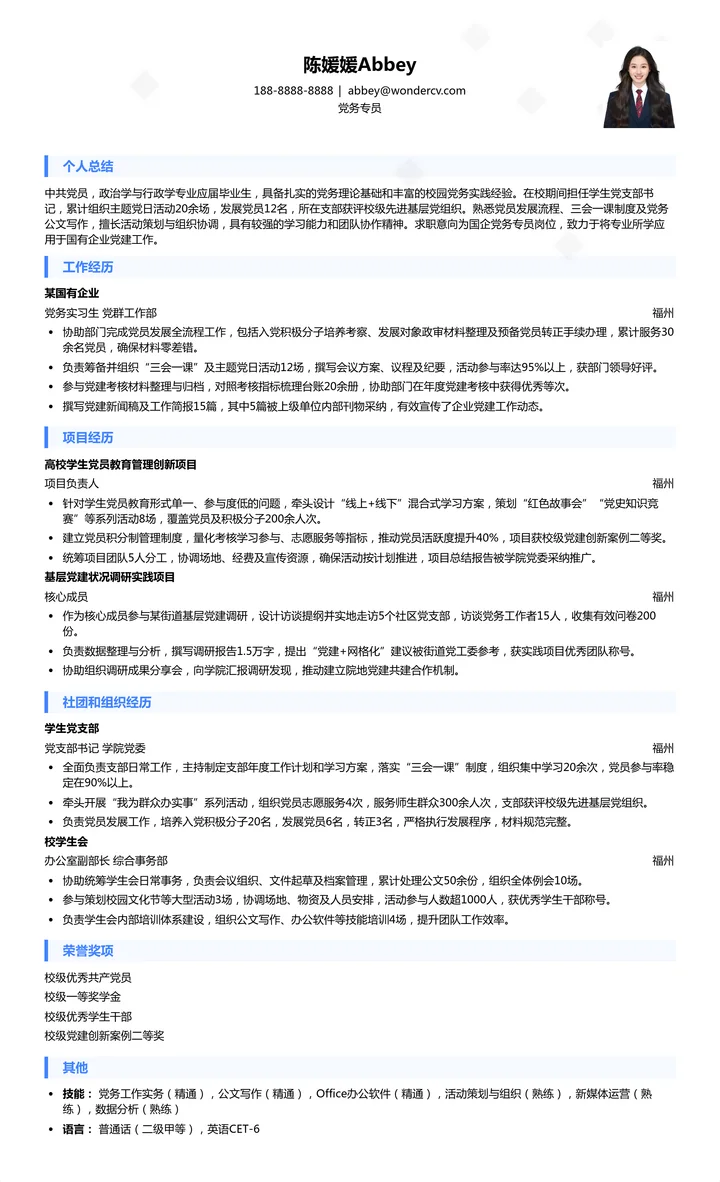 陈媛媛Abbey
188-8888-8888 | abbey@wondercv.com
党务专员
个人总结
中共党员，政治学与行政学专业应届毕业生，具备扎实的党务理论基础和丰富的校园党务实践经验。在校期间担任学生党支部书
记，累计组织主题党日活动20余场，发展党员12名，所在支部获评校级先进基层党组织。熟悉党员发展流程、三会一课制度及党务
公文写作，擅长活动策划与组织协调，具有较强的学习能力和团队协作精神。求职意向为国企党务专员岗位，致力于将专业所学应
用于国有企业党建工作。
工作经历
某国有企业
党务实习生 党群工作部 福州
• 协助部门完成党员发展全流程工作，包括入党积极分子培养考察、发展对象政审材料整理及预备党员转正手续办理，累计服务30
余名党员，确保材料零差错。
• 负责筹备并组织“三会一课”及主题党日活动12场，撰写会议方案、议程及纪要，活动参与率达95%以上，获部门领导好评。
• 参与党建考核材料整理与归档，对照考核指标梳理台账20余册，协助部门在年度党建考核中获得优秀等次。
• 撰写党建新闻稿及工作简报15篇，其中5篇被上级单位内部刊物采纳，有效宣传了企业党建工作动态。
项目经历
高校学生党员教育管理创新项目
项目负责人 福州
• 针对学生党员教育形式单一、参与度低的问题，牵头设计“线上+线下”混合式学习方案，策划“红色故事会”“党史知识竞
赛”等系列活动8场，覆盖党员及积极分子200余人次。
• 建立党员积分制管理制度，量化考核学习参与、志愿服务等指标，推动党员活跃度提升40%，项目获校级党建创新案例二等奖。
• 统筹项目团队5人分工，协调场地、经费及宣传资源，确保活动按计划推进，项目总结报告被学院党委采纳推广。
基层党建状况调研实践项目
核心成员 福州
• 作为核心成员参与某街道基层党建调研，设计访谈提纲并实地走访5个社区党支部，访谈党务工作者15人，收集有效问卷200
份。
• 负责数据整理与分析，撰写调研报告1.5万字，提出“党建+网格化”建议被街道党工委参考，获实践项目优秀团队称号。
• 协助组织调研成果分享会，向学院汇报调研发现，推动建立院地党建共建合作机制。
社团和组织经历
学生党支部
党支部书记 学院党委 福州
• 全面负责支部日常工作，主持制定支部年度工作计划和学习方案，落实“三会一课”制度，组织集中学习20余次，党员参与率稳
定在90%以上。
• 牵头开展“我为群众办实事”系列活动，组织党员志愿服务4次，服务师生群众300余人次，支部获评校级先进基层党组织。
• 负责党员发展工作，培养入党积极分子20名，发展党员6名，转正3名，严格执行发展程序，材料规范完整。
校学生会
办公室副部长 综合事务部 福州
• 协助统筹学生会日常事务，负责会议组织、文件起草及档案管理，累计处理公文50余份，组织全体例会10场。
• 参与策划校园文化节等大型活动3场，协调场地、物资及人员安排，活动参与人数超1000人，获优秀学生干部称号。
• 负责学生会内部培训体系建设，组织公文写作、办公软件等技能培训4场，提升团队工作效率。
荣誉奖项
校级优秀共产党员
校级一等奖学金
校级优秀学生干部
校级党建创新案例二等奖
其他
• 技能： 党务工作实务（精通），公文写作（精通），Office办公软件（精通），活动策划与组织（熟练），新媒体运营（熟
练），数据分析（熟练）
• 语言： 普通话（二级甲等），英语CET-6